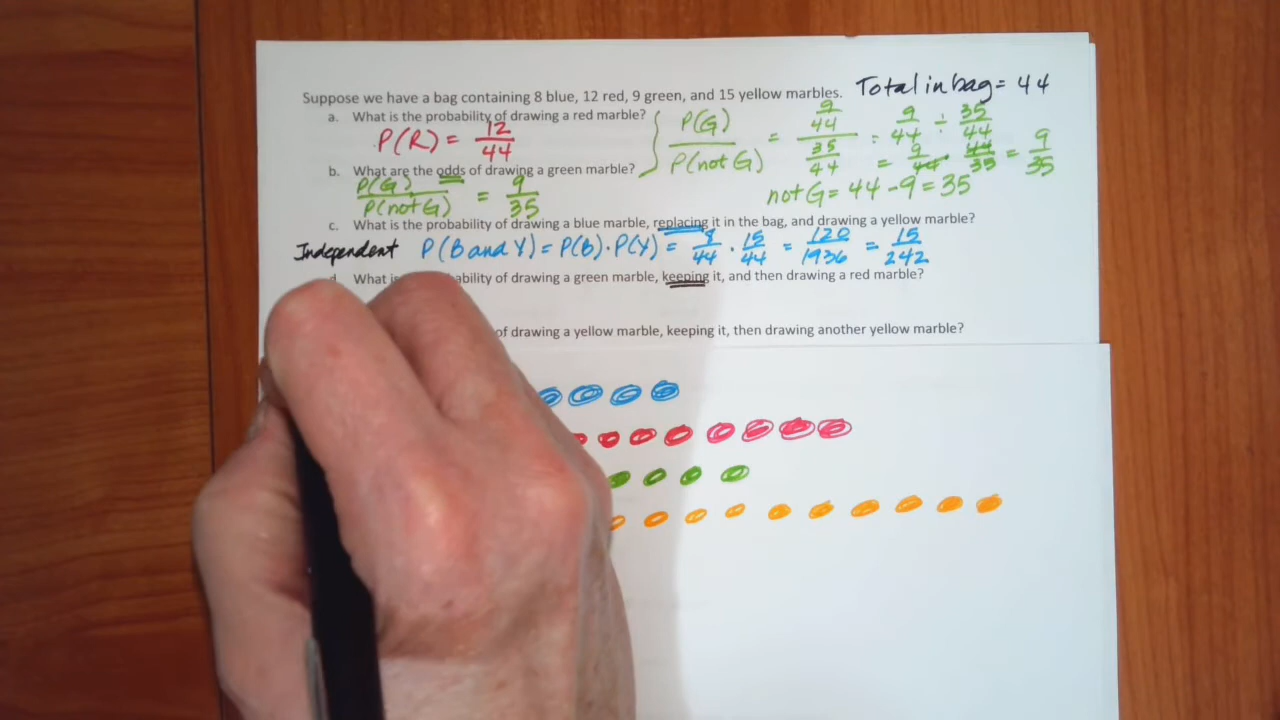 Suppose we have a bag containing 8 blue, 12 red, 9 green, and 15 yellow marbles. Total in bag = 44
a. What is the probability of drawing a red marble?
P(R) = 12/44
P(G)/P(not G) = 9/44 / 35/44 = 9/44 ÷ 35/44
= 9/44 · 44/35 = 9/35
b. What are the odds of drawing a green marble?
P(G)/P(not G) = 9/35
not G = 44 - 9 = 35
c. What is the probability of drawing a blue marble, replacing it in the bag, and drawing a yellow marble?
Independent P(B and Y) = P(B) · P(Y) = 8/44 · 15/44 = 120/1936 = 15/242
What of drawing a green marble, keeping it, and then drawing a red marble?
of drawing a yellow marble, keeping it, then drawing another yellow marble?